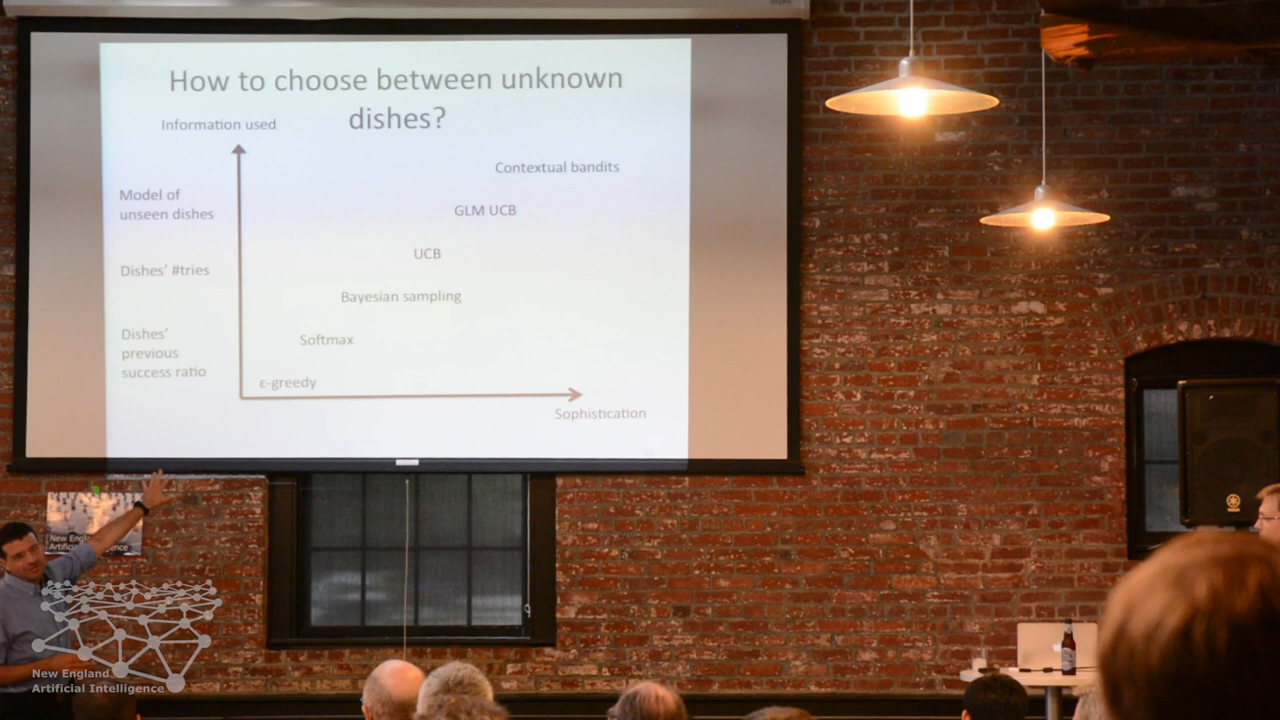 How to choose between unknown
dishes?
Information used
Contextual bandits
Model of
unseen dishes
GLM UCB
UCB
Dishes' #tries
Bayesian sampling
Dishes'
previous
success ratio
Softmax
ε-greedy
Sophistication
New England
Artificial Intelligence